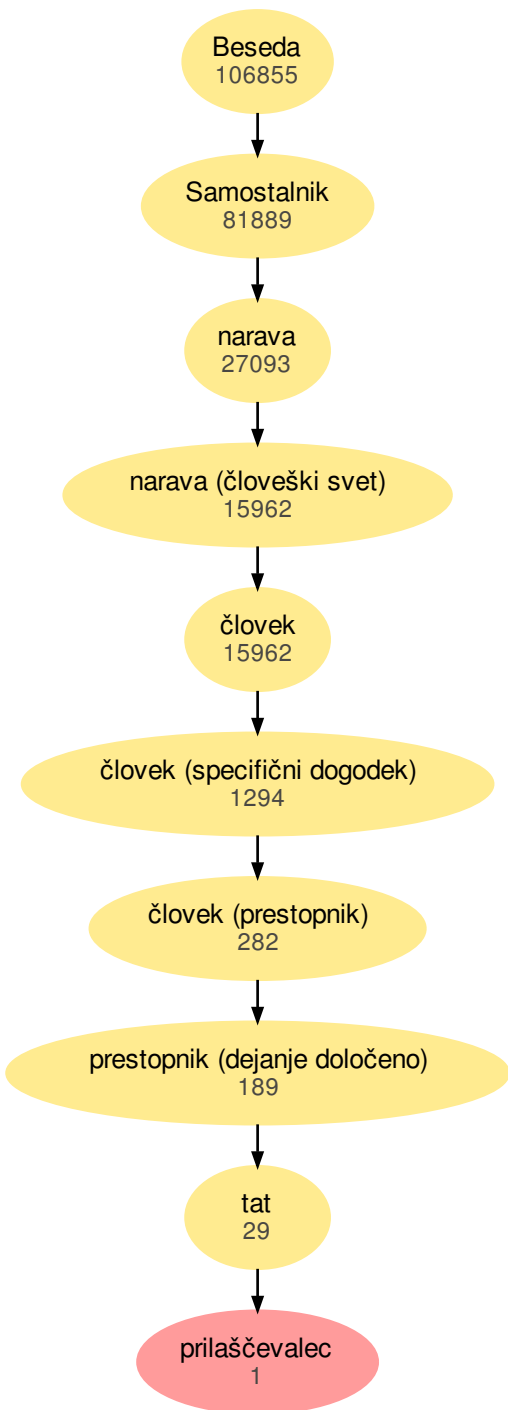 Beseda
106855
Samostalnik
81889
narava
27093
narava (človeški svet)
15962
človek
15962
človek (specifični dogodek)
1294
človek (prestopnik)
282
prestopnik (dejanje določeno)
189
tat
29
prilaščevalec
1